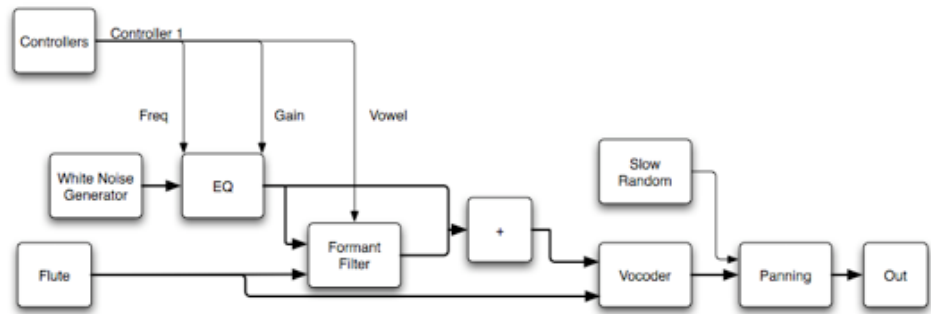 Controllers
Controller 1
Freq
Gain
Vowel
White Noise
Generator
EQ
Slow
Random
Formant
Filter
+
Flute
Vocoder
Panning
Out